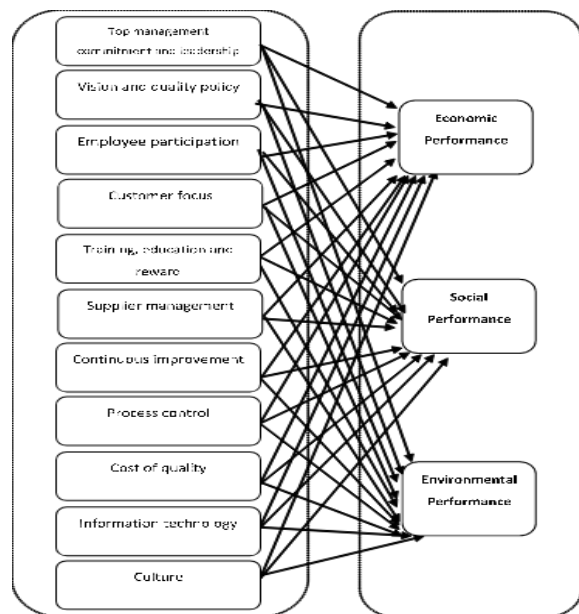 Top management
commitment and leadership
Vision and quality policy
Employee participation
Customer focus
Training, education and
reward
Supplier management
Continuous improvement
Process control
Cost of quality
Information technology
Culture
Economic
Performance
Social
Performance
Environmental
Performance